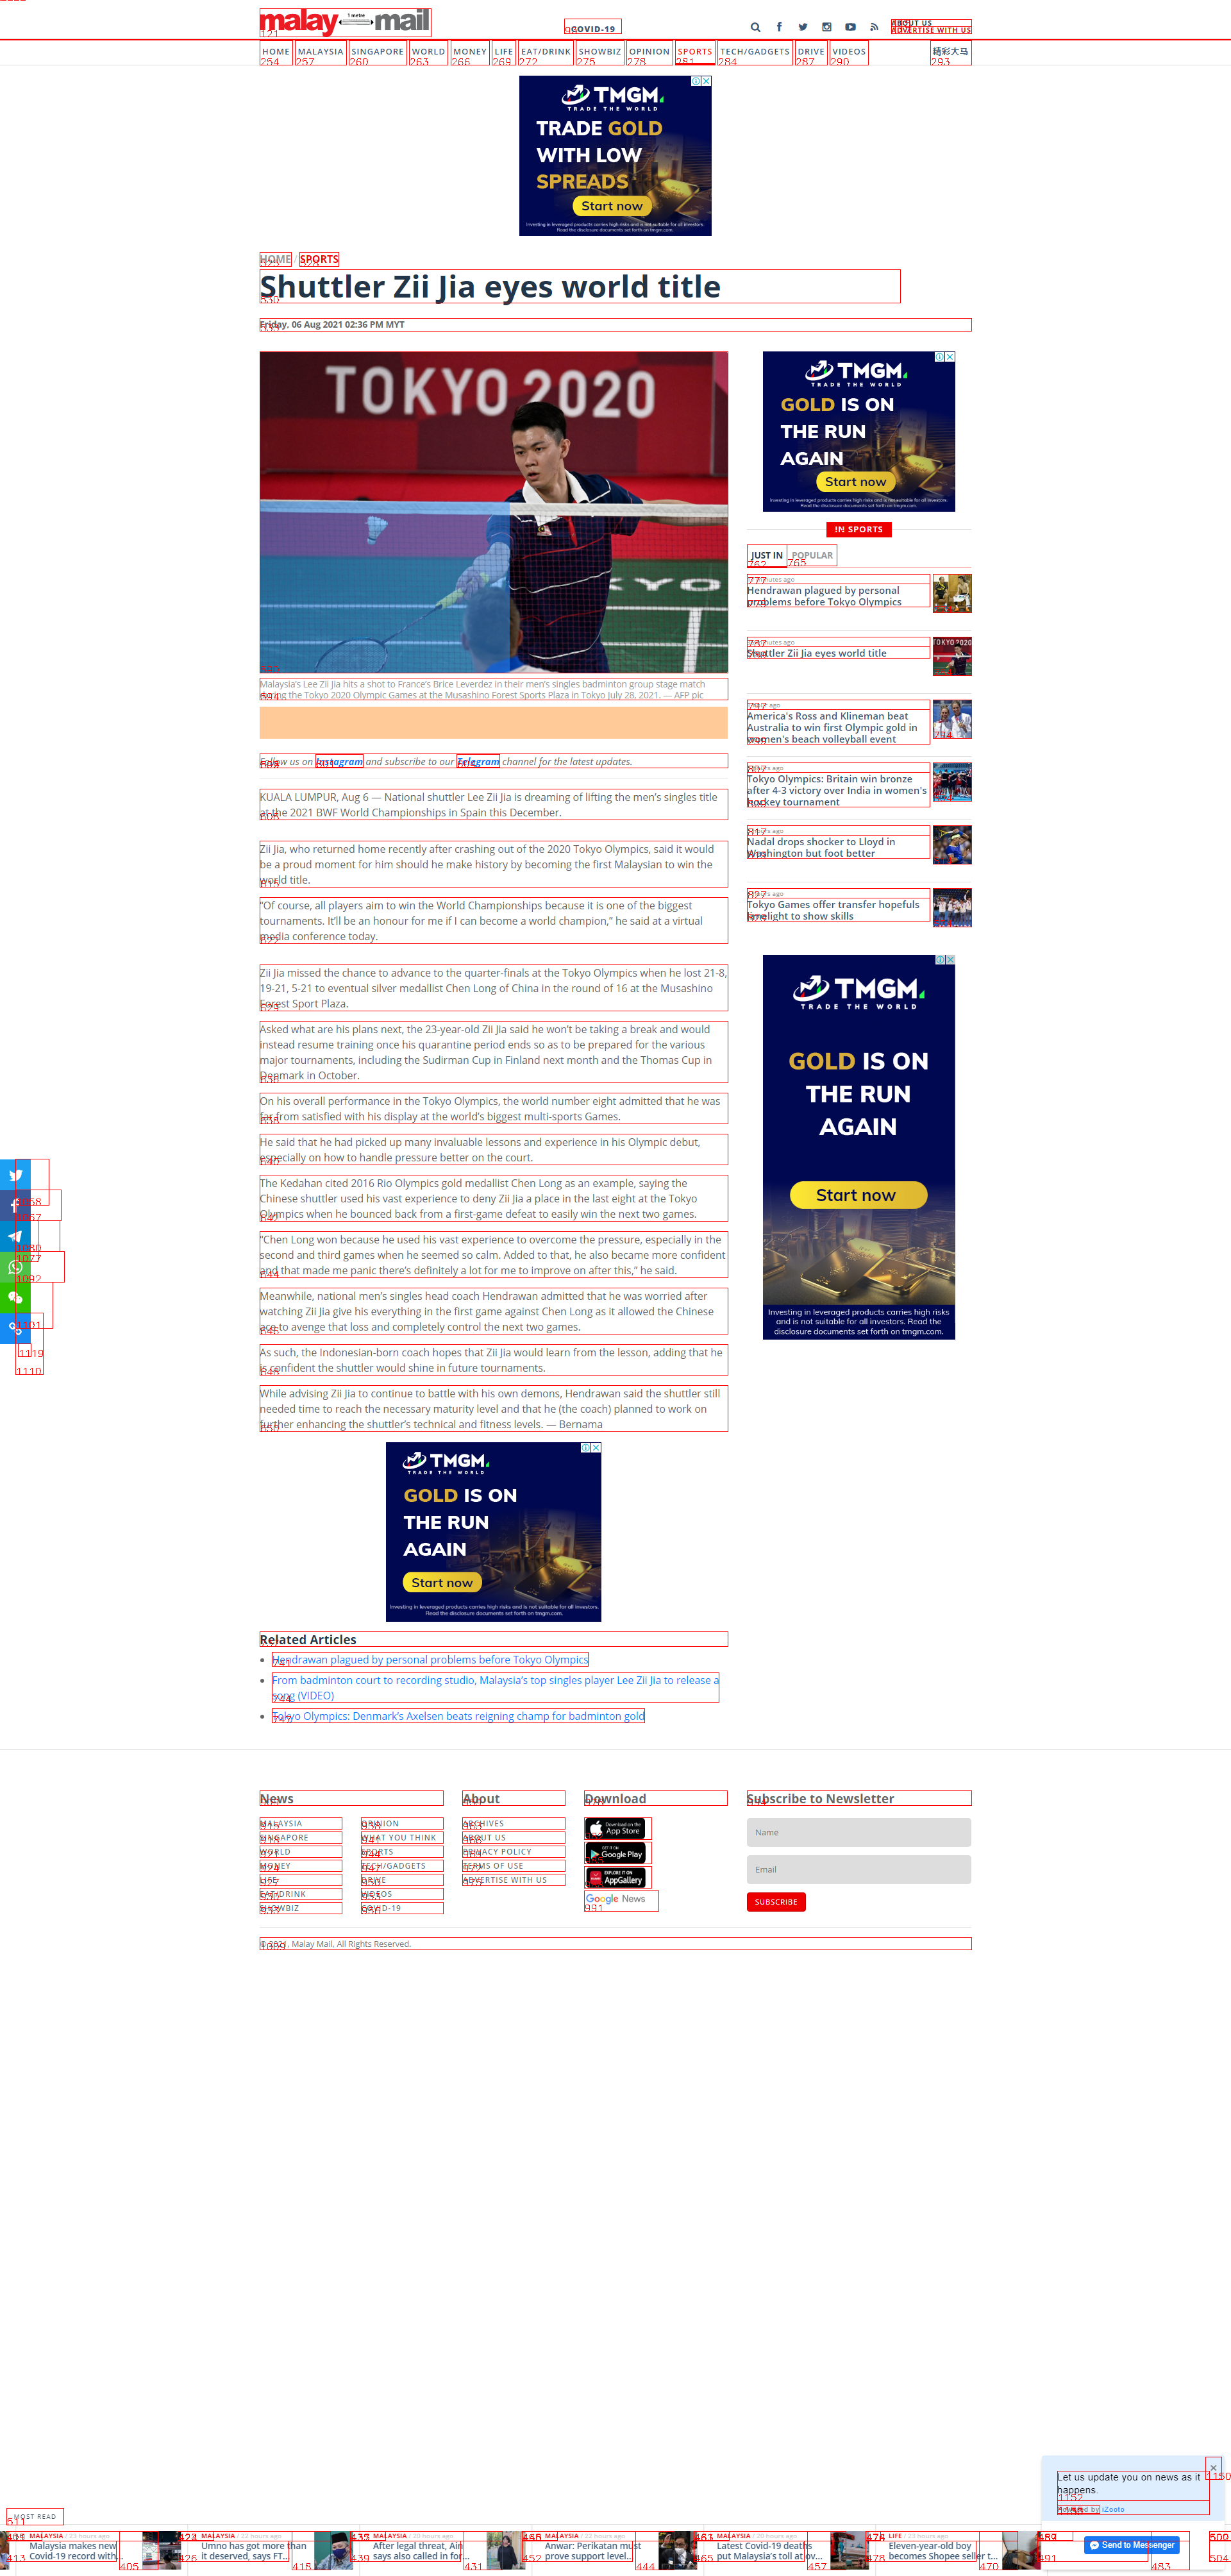 malay mail
1 metre
COVID-19
ABOUT US
ADVERTISE WITH US
HOME MALAYSIA SINGAPORE WORLD MONEY LIFE EAT/DRINK SHOWBIZ OPINION SPORTS TECH/GADGETS DRIVE VIDEOS 精彩大马
TMGM
TRADE THE WORLD
TRADE GOLD
WITH LOW
SPREADS
Start now
Investing in leveraged products carries high risks and is not suitable for all investors.
Read the disclosure documents set forth on tmgm.com.
HOME / SPORTS
Shuttler Zii Jia eyes world title
Friday, 06 Aug 2021 02:36 PM MYT
TOKYO 2020
Malaysia's Lee Zii Jia hits a shot to France's Brice Leverdez in their men's singles badminton group stage match
during the Tokyo 2020 Olympic Games at the Musashino Forest Sports Plaza in Tokyo July 28, 2021. — AFP pic
Follow us on Instagram and subscribe to our Telegram channel for the latest updates.
KUALA LUMPUR, Aug 6 — National shuttler Lee Zii Jia is dreaming of lifting the men's singles title
at the 2021 BWF World Championships in Spain this December.
Zii Jia, who returned home recently after crashing out of the 2020 Tokyo Olympics, said it would
be a proud moment for him should he make history by becoming the first Malaysian to win the
world title.
"Of course, all players aim to win the World Championships because it is one of the biggest
tournaments. It'll be an honour for me if I can become a world champion," he said at a virtual
media conference today.
Zii Jia missed the chance to advance to the quarter-finals at the Tokyo Olympics when he lost 21-8,
19-21, 5-21 to eventual silver medallist Chen Long of China in the round of 16 at the Musashino
Forest Sport Plaza.
Asked what are his plans next, the 23-year-old Zii Jia said he won't be taking a break and would
instead resume training once his quarantine period ends so as to be prepared for the various
major tournaments, including the Sudirman Cup in Finland next month and the Thomas Cup in
Denmark in October.
On his overall performance in the Tokyo Olympics, the world number eight admitted that he was
far from satisfied with his display at the world's biggest multi-sports Games.
He said that he had picked up many invaluable lessons and experience in his Olympic debut,
especially on how to handle pressure better on the court.
The Kedahan cited 2016 Rio Olympics gold medallist Chen Long as an example, saying the
Chinese shuttler used his vast experience to deny Zii Jia a place in the last eight at the Tokyo
Olympics when he bounced back from a first-game defeat to easily win the next two games.
"Chen Long won because he used his vast experience to overcome the pressure, especially in the
second and third games when he seemed so calm. Added to that, he also became more confident
and that made me panic there's definitely a lot for me to improve on after this," he said.
Meanwhile, national men's singles head coach Hendrawan admitted that he was worried after
watching Zii Jia give his everything in the first game against Chen Long as it allowed the Chinese
ace to avenge that loss and completely control the next two games.
As such, the Indonesian-born coach hopes that Zii Jia would learn from the lesson, adding that he
is confident the shuttler would shine in future tournaments.
While advising Zii Jia to continue to battle with his own demons, Hendrawan said the shuttler still
needed time to reach the necessary maturity level and that he (the coach) planned to work on
further enhancing the shuttler's technical and fitness levels. — Bernama
TMGM
TRADE THE WORLD
GOLD IS ON
THE RUN
AGAIN
Start now
Investing in leveraged products carries high risks and is not suitable for all investors.
Read the disclosure documents set forth on tmgm.com.
Related Articles
Hendrawan plagued by personal problems before Tokyo Olympics
From badminton court to recording studio, Malaysia's top singles player Lee Zii Jia to release a
song (VIDEO)
Tokyo Olympics: Denmark's Axelsen beats reigning champ for badminton gold
TMGM
TRADE THE WORLD
GOLD IS ON
THE RUN
AGAIN
Start now
Investing in leveraged products carries high risks and is not suitable for all investors.
Read the disclosure documents set forth on tmgm.com.
IN SPORTS
JUST IN POPULAR
minutes ago
Hendrawan plagued by personal
problems before Tokyo Olympics
minutes ago
Shuttler Zii Jia eyes world title
ago
America's Ross and Klineman beat
Australia to win first Olympic gold in
women's beach volleyball event
ago
Tokyo Olympics: Britain win bronze
after 4-3 victory over India in women's
hockey tournament
ago
Nadal drops shocker to Lloyd in
Washington but foot better
ago
Tokyo Games offer transfer hopefuls
limelight to show skills
TMGM
TRADE THE WORLD
GOLD IS ON
THE RUN
AGAIN
Start now
Investing in leveraged products carries high risks
and is not suitable for all investors. Read the
disclosure documents set forth on tmgm.com.
News
MALAYSIA
SINGAPORE
WORLD
MONEY
LIFE
EAT/DRINK
SHOWBIZ
OPINION
WHAT YOU THINK
SPORTS
TECH/GADGETS
DRIVE
VIDEOS
COVID-19
About
ARCHIVES
ABOUT US
PRIVACY POLICY
TERMS OF USE
ADVERTISE WITH US
Download
Download on the
App Store
GET IT ON
Google Play
EXPLORE IT ON
AppGallery
Google News
Subscribe to Newsletter
Name
Email
SUBSCRIBE
© 2021, Malay Mail, All Rights Reserved.
Let us update you on news as it
happens.
Powered by iZooto
Send to Messenger
MOST READ
MALAYSIA / 23 hours ago
Malaysia makes new
Covid-19 record with...
MALAYSIA / 22 hours ago
Umno has got more than
it deserved, says FT...
MALAYSIA / 20 hours ago
After legal threat, Ain
says also called in for...
MALAYSIA / 22 hours ago
Anwar: Perikatan must
prove support level...
MALAYSIA / 20 hours ago
Latest Covid-19 deaths
put Malaysia's toll at ov...
LIFE / 23 hours ago
Eleven-year-old boy
becomes Shopee seller t...